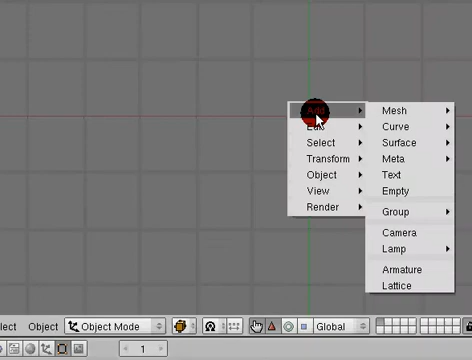 Add
Edit
Select
Transform
Object
View
Render
Mesh
Curve
Surface
Meta
Text
Empty
Group
Camera
Lamp
Armature
Lattice
lect Object Object Mode Global
1